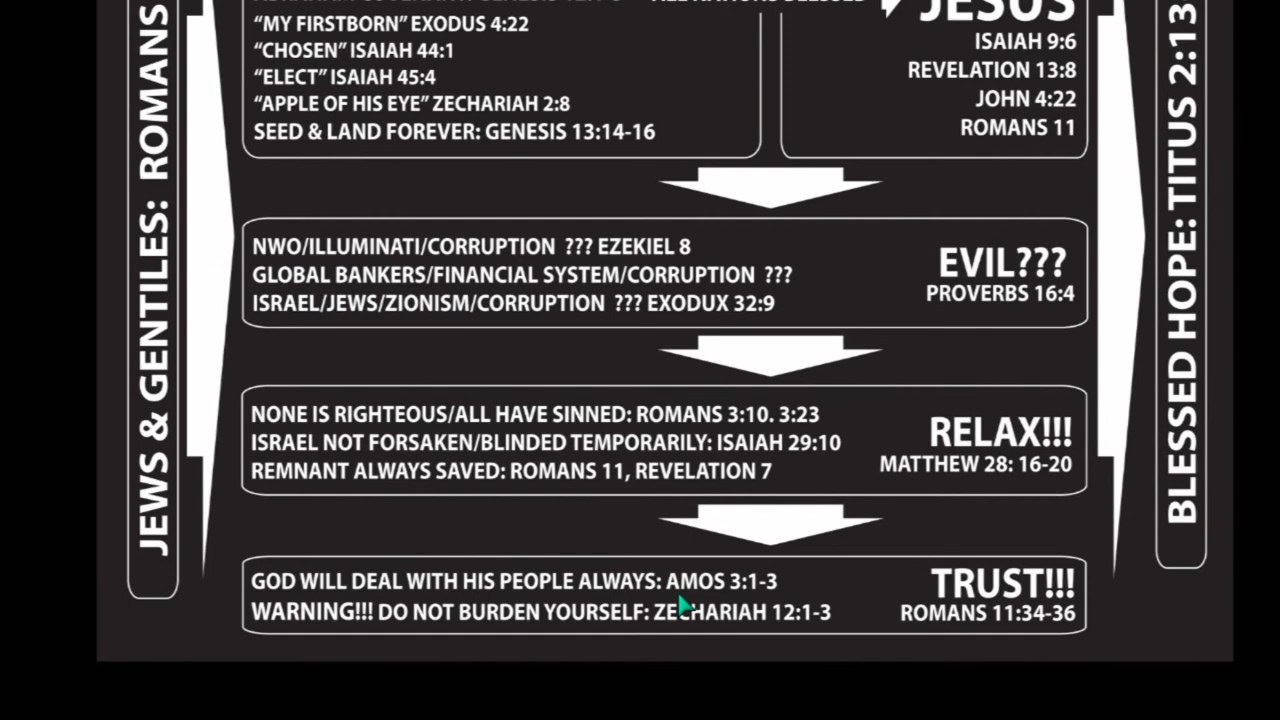 JEWS & GENTILES: ROMANS
"MY FIRSTBORN" EXODUS 4:22
"CHOSEN" ISAIAH 44:1
"ELECT" ISAIAH 45:4
"APPLE OF HIS EYE" ZECHARIAH 2:8
SEED & LAND FOREVER: GENESIS 13:14-16
JESUS
ISAIAH 9:6
REVELATION 13:8
JOHN 4:22
ROMANS 11
NWO/ILLUMINATI/CORRUPTION ??? EZEKIEL 8
GLOBAL BANKERS/FINANCIAL SYSTEM/CORRUPTION ???
ISRAEL/JEWS/ZIONISM/CORRUPTION ??? EXODUX 32:9
EVIL???
PROVERBS 16:4
NONE IS RIGHTEOUS/ALL HAVE SINNED: ROMANS 3:10. 3:23
ISRAEL NOT FORSAKEN/BLINDED TEMPORARILY: ISAIAH 29:10
REMNANT ALWAYS SAVED: ROMANS 11, REVELATION 7
RELAX!!!
MATTHEW 28: 16-20
GOD WILL DEAL WITH HIS PEOPLE ALWAYS: AMOS 3:1-3
WARNING!!! DO NOT BURDEN YOURSELF: ZECHARIAH 12:1-3
TRUST!!!
ROMANS 11:34-36
BLESSED HOPE: TITUS 2:13